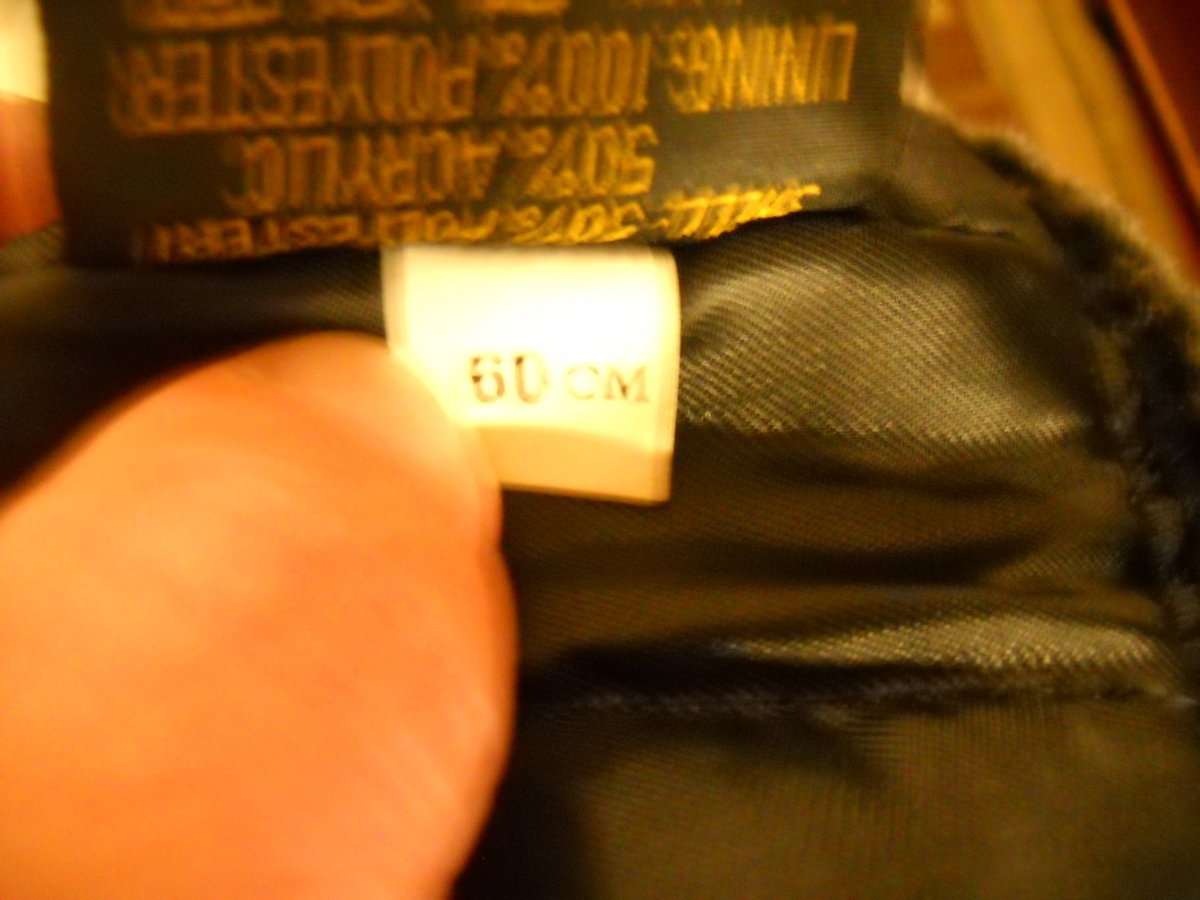 SHELL: 50% POLYESTER
50% ACRYLIC
LINING: 100% POLYESTER
60 CM